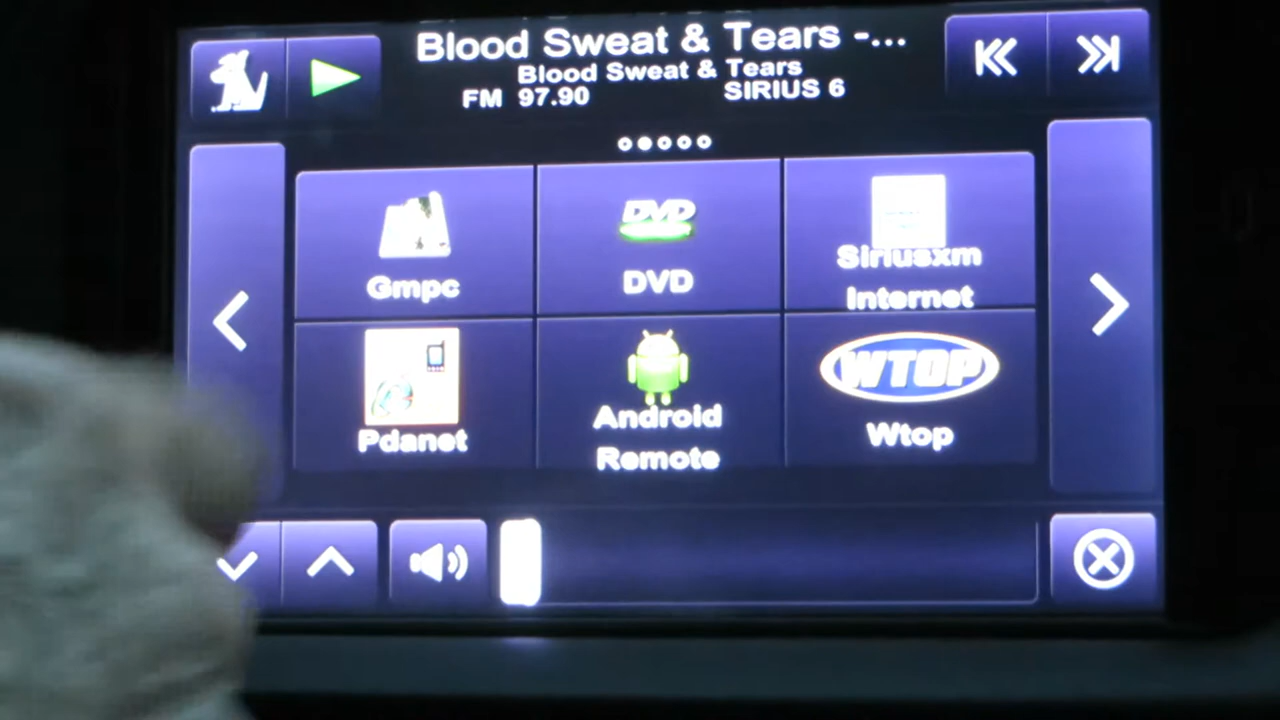 Blood Sweat & Tears -...
Blood Sweat & Tears
FM 97.90 SIRIUS 6
Gmpc
DVD
DVD
Siriusxm
Internet
Pdanet
Android
Remote
WTOP
Wtop